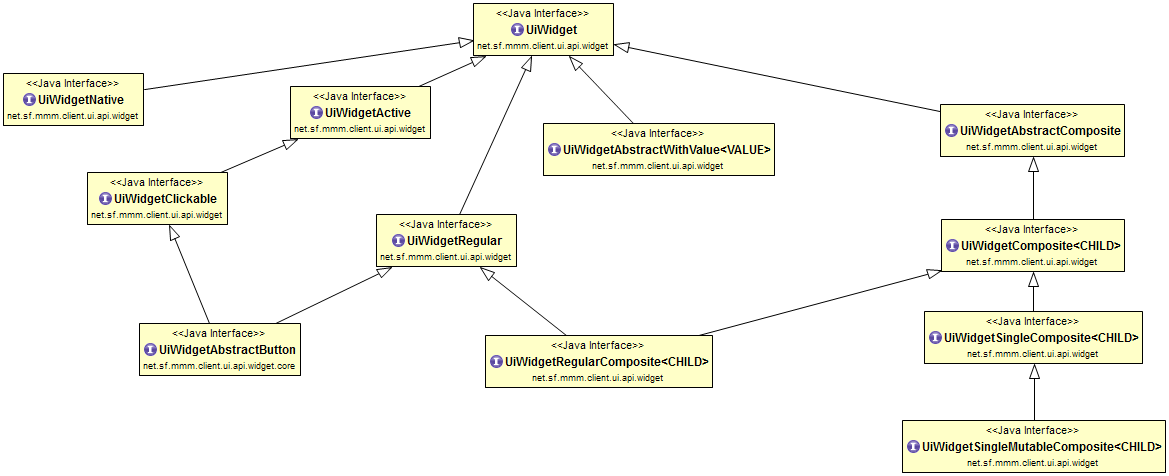 <<Java Interface>>
UiWidget
net.sf.mmm.client.ui.api.widget
<<Java Interface>>
UiWidgetNative
net.sf.mmm.client.ui.api.widget
<<Java Interface>>
UiWidgetActive
net.sf.mmm.client.ui.api.widget
<<Java Interface>>
UiWidgetAbstractWithValue<VALUE>
net.sf.mmm.client.ui.api.widget
<<Java Interface>>
UiWidgetAbstractComposite
net.sf.mmm.client.ui.api.widget
<<Java Interface>>
UiWidgetClickable
net.sf.mmm.client.ui.api.widget
<<Java Interface>>
UiWidgetRegular
net.sf.mmm.client.ui.api.widget
<<Java Interface>>
UiWidgetComposite<CHILD>
net.sf.mmm.client.ui.api.widget
<<Java Interface>>
UiWidgetAbstractButton
net.sf.mmm.client.ui.api.widget.core
<<Java Interface>>
UiWidgetRegularComposite<CHILD>
net.sf.mmm.client.ui.api.widget
<<Java Interface>>
UiWidgetSingleComposite<CHILD>
net.sf.mmm.client.ui.api.widget
<<Java Interface>>
UiWidgetSingleMutableComposite<CHILD>
net.sf.mmm.client.ui.api.widget